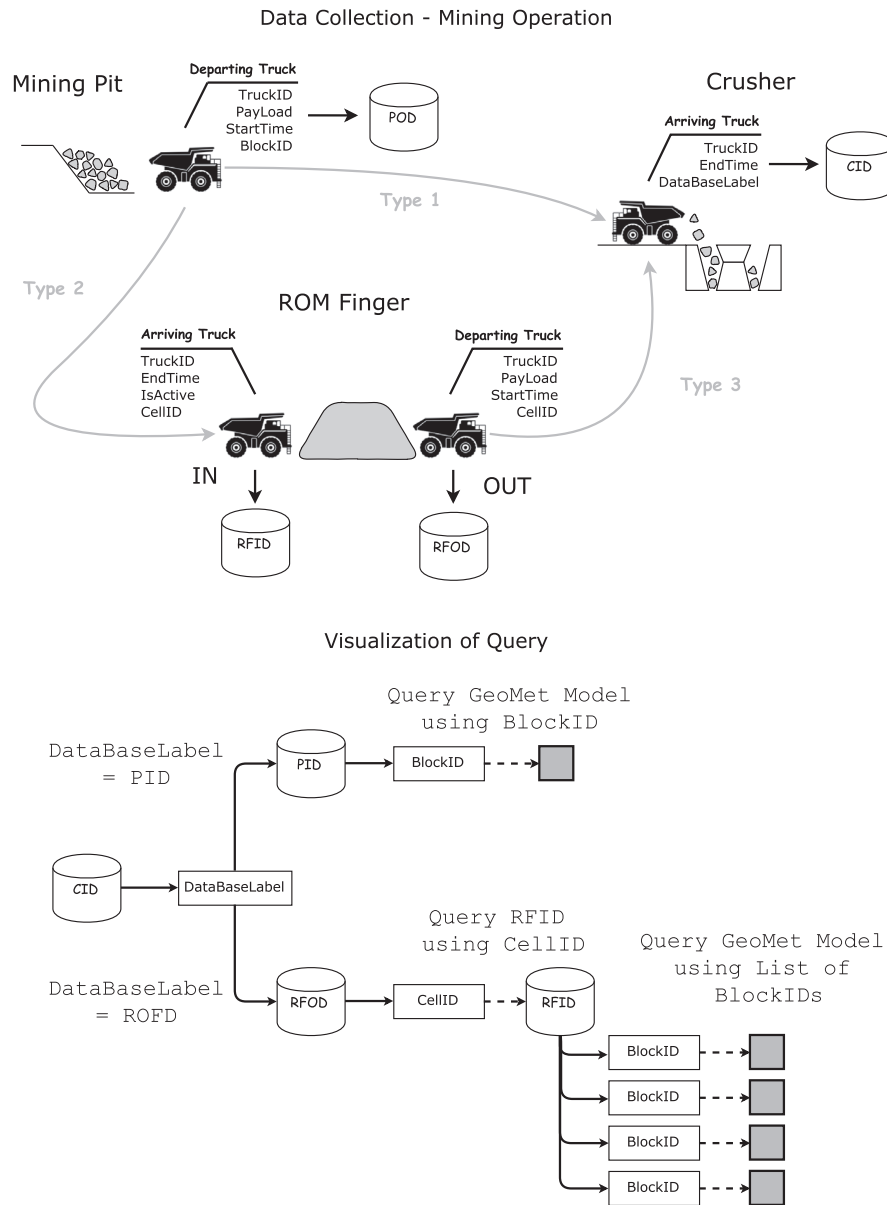 Data Collection - Mining Operation
Mining Pit
Departing Truck
TruckID
PayLoad
StartTime
BlockID
POD
Crusher
Arriving Truck
TruckID
EndTime
DataBaseLabel
CID
Type 1
Type 2
ROM Finger
Arriving Truck
TruckID
EndTime
IsActive
CellID
Departing Truck
TruckID
PayLoad
StartTime
CellID
Type 3
IN
OUT
RFID
RFOD
Visualization of Query
Query GeoMet Model
using BlockID
DataBaseLabel
= PID
PID
BlockID
CID
DataBaseLabel
Query RFID
using CellID
Query GeoMet Model
using List of
BlockIDs
DataBaseLabel
= ROFD
RFOD
CellID
RFID
BlockID
BlockID
BlockID
BlockID